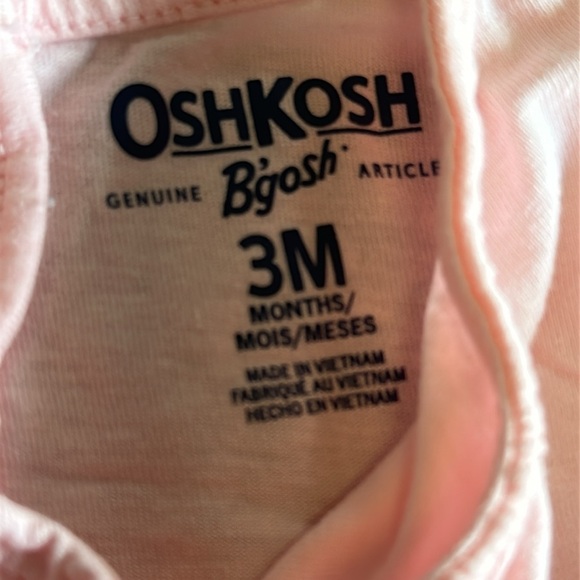 OSHKOSH
GENUINE B'gosh ARTICLE
3M
MONTHS/
MOIS/MESES
MADE IN VIETNAM
FABRIQUÉ AU VIETNAM
HECHO EN VIETNAM